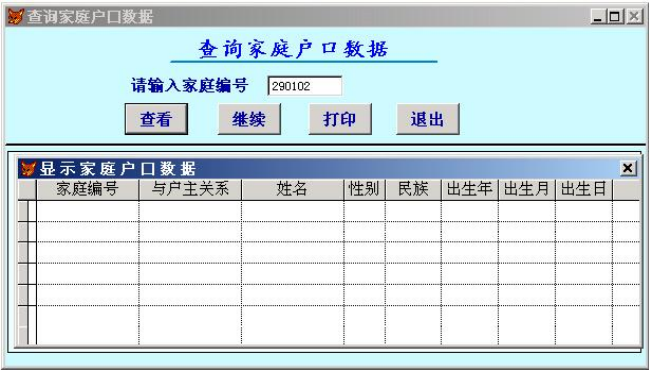 查询家庭户口数据
查询家庭户口数据
请输入家庭编号 290102
查看 继续 打印 退出
显示家庭户口数据
家庭编号 与户主关系 姓名 性别 民族 出生年 出生月 出生日